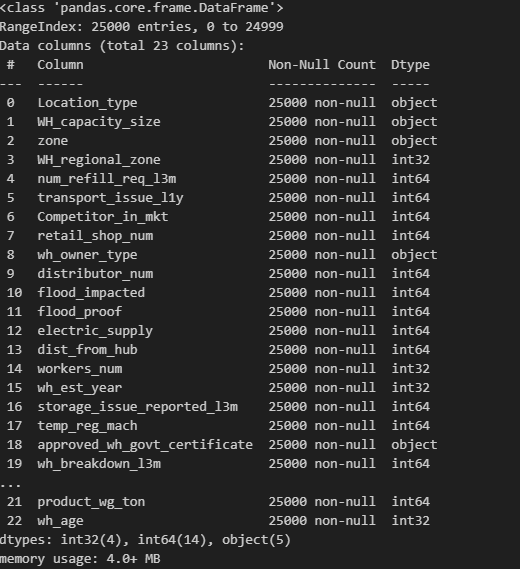 <class 'pandas.core.frame.DataFrame'>
RangeIndex: 25000 entries, 0 to 24999
Data columns (total 23 columns):
 #   Column                        Non-Null Count  Dtype
---  ------                        --------------  -----
 0   Location_type                 25000 non-null  object
 1   WH_capacity_size              25000 non-null  object
 2   zone                          25000 non-null  object
 3   WH_regional_zone              25000 non-null  int32
 4   num_refill_req_l3m            25000 non-null  int64
 5   transport_issue_l1y           25000 non-null  int64
 6   Competitor_in_mkt             25000 non-null  int64
 7   retail_shop_num               25000 non-null  int64
 8   wh_owner_type                 25000 non-null  object
 9   distributor_num               25000 non-null  int64
 10  flood_impacted                25000 non-null  int64
 11  flood_proof                   25000 non-null  int64
 12  electric_supply               25000 non-null  int64
 13  dist_from_hub                 25000 non-null  int64
 14  workers_num                   25000 non-null  int32
 15  wh_est_year                   25000 non-null  int32
 16  storage_issue_reported_l3m    25000 non-null  int64
 17  temp_reg_mach                 25000 non-null  int64
 18  approved_wh_govt_certificate  25000 non-null  object
 19  wh_breakdown_l3m              25000 non-null  int64
...
 21  product_wg_ton                25000 non-null  int64
 22  wh_age                        25000 non-null  int32
dtypes: int32(4), int64(14), object(5)
memory usage: 4.0+ MB